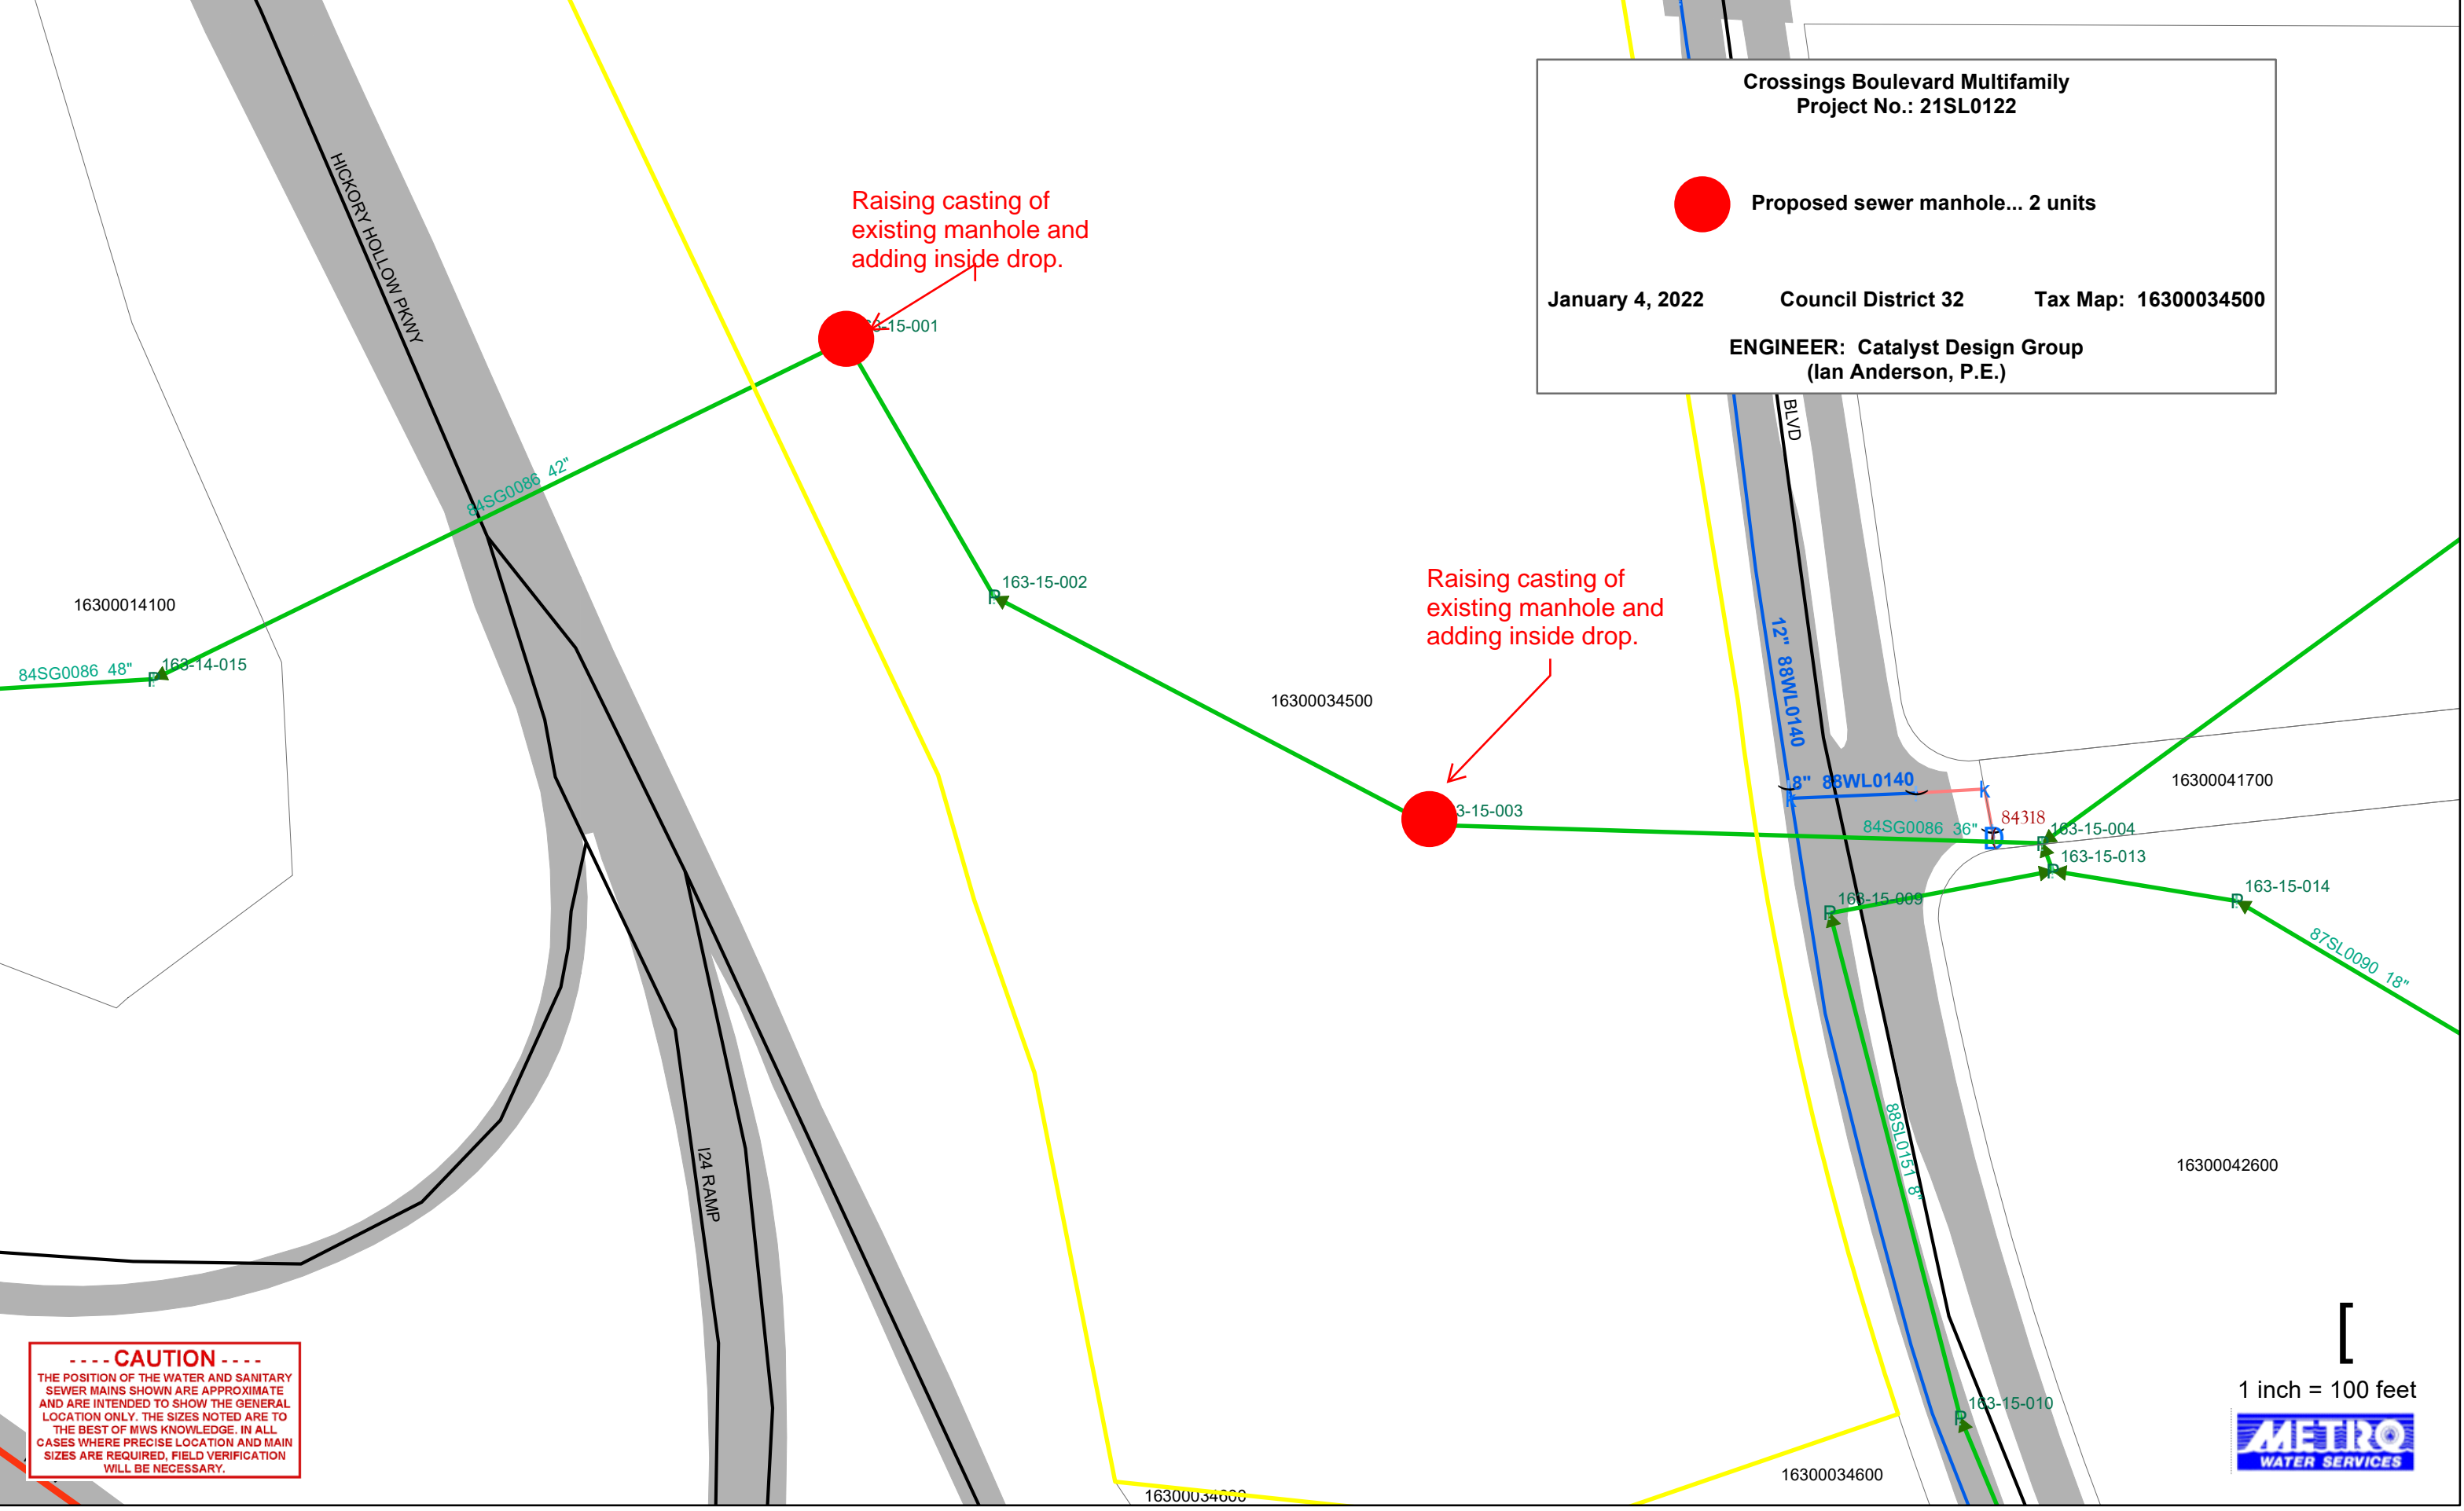 Crossings Boulevard Multifamily
Project No.: 21SL0122
Proposed sewer manhole... 2 units
January 4, 2022 Council District 32 Tax Map: 16300034500
ENGINEER: Catalyst Design Group
(Ian Anderson, P.E.)
HICKORY HOLLOW PKWY
Raising casting of
existing manhole and
adding inside drop.
-15-001
BLVD
84SG0086 42"
163-15-002
16300014100
163-14-015
84SG0086 48"
Raising casting of
existing manhole and
adding inside drop.
16300034500
12" 88WL0140
8" 88WL0140
k
16300041700
3-15-003
84318
84SG0086 36"
163-15-004
D
163-15-013
163-15-014
163-15-009
87SL0090 18"
88SL0151 8"
I24 RAMP
16300042600
163-15-010
16300034600
16300034600
[
1 inch = 100 feet
METRO
WATER SERVICES
- - - - CAUTION - - - -
THE POSITION OF THE WATER AND SANITARY
SEWER MAINS SHOWN ARE APPROXIMATE
AND ARE INTENDED TO SHOW THE GENERAL
LOCATION ONLY. THE SIZES NOTED ARE TO
THE BEST OF MWS KNOWLEDGE. IN ALL
CASES WHERE PRECISE LOCATION AND MAIN
SIZES ARE REQUIRED, FIELD VERIFICATION
WILL BE NECESSARY.